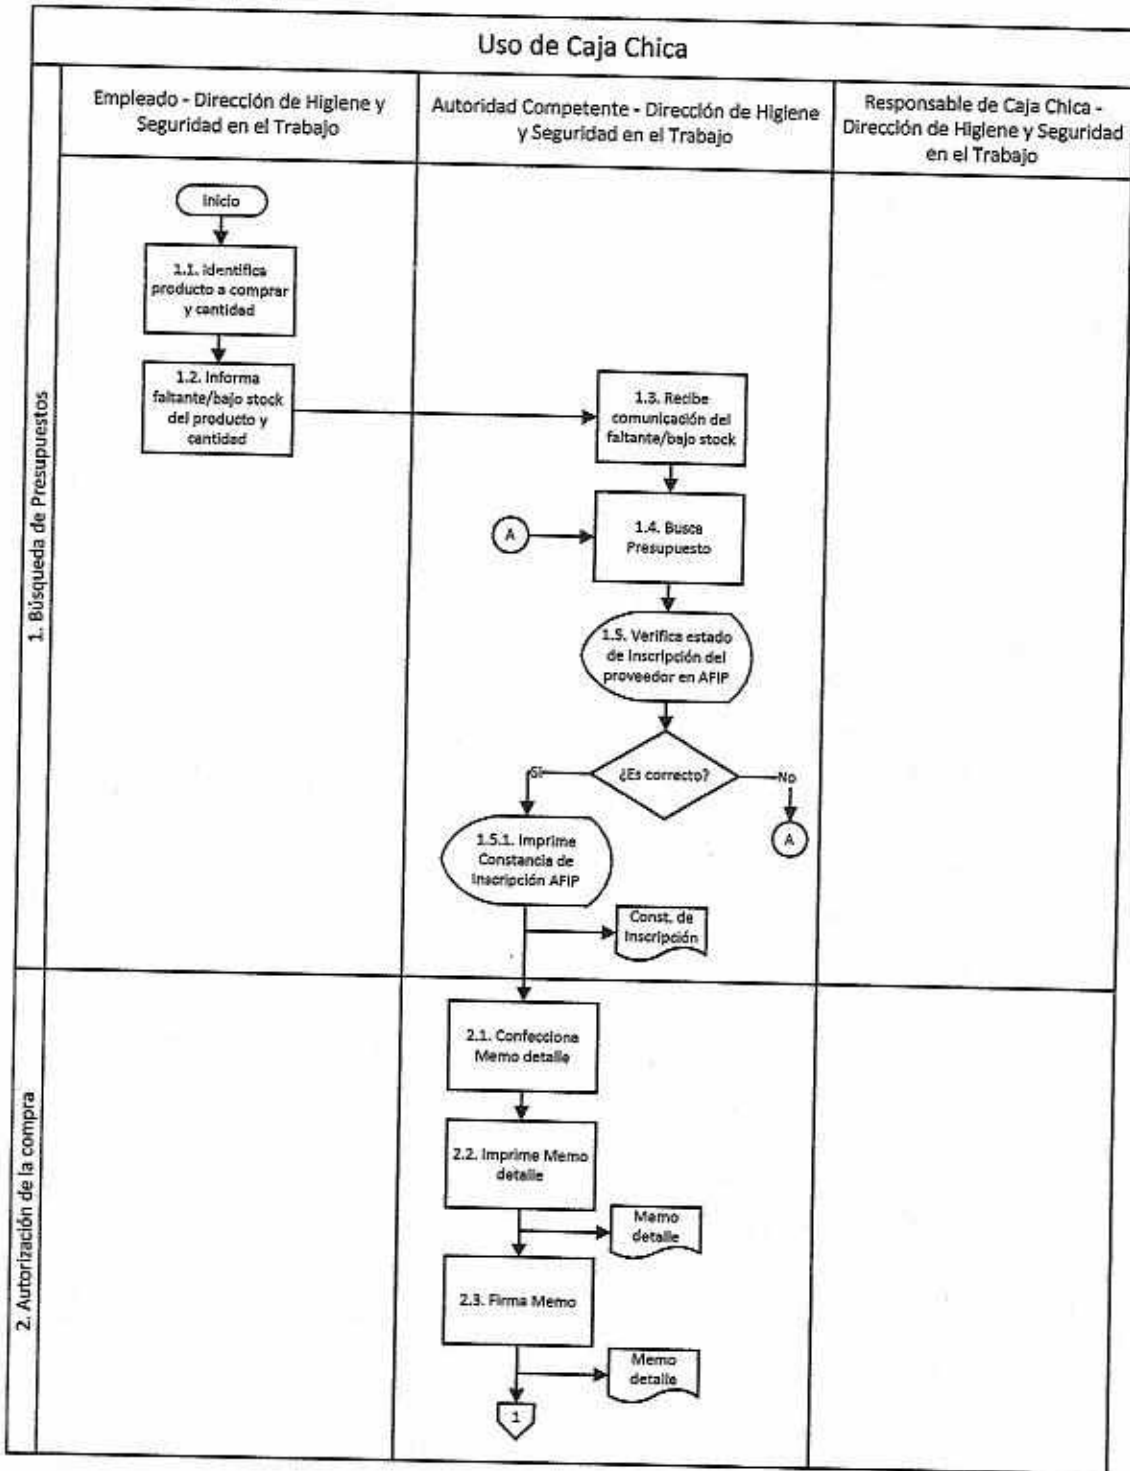 Uso de Caja Chica
Empleado - Dirección de Higiene y
Seguridad en el Trabajo
Autoridad Competente - Dirección de Higiene
y Seguridad en el Trabajo
Responsable de Caja Chica -
Dirección de Higiene y Seguridad
en el Trabajo
1. Búsqueda de Presupuestos
Inicio
1.1. Identifica
producto a comprar
y cantidad
1.2. Informa
faltante/bajo stock
del producto y
cantidad
1.3. Recibe
comunicación del
faltante/bajo stock
A
1.4. Busca
Presupuesto
1.5. Verifica estado
de Inscripción del
proveedor en AFIP
¿Es correcto?
Si
No
A
1.5.1. Imprime
Constancia de
Inscripción AFIP
Const. de
Inscripción
2. Autorización de la compra
2.1. Confecciona
Memo detalle
2.2. Imprime Memo
detalle
Memo
detalle
2.3. Firma Memo
Memo
detalle
1